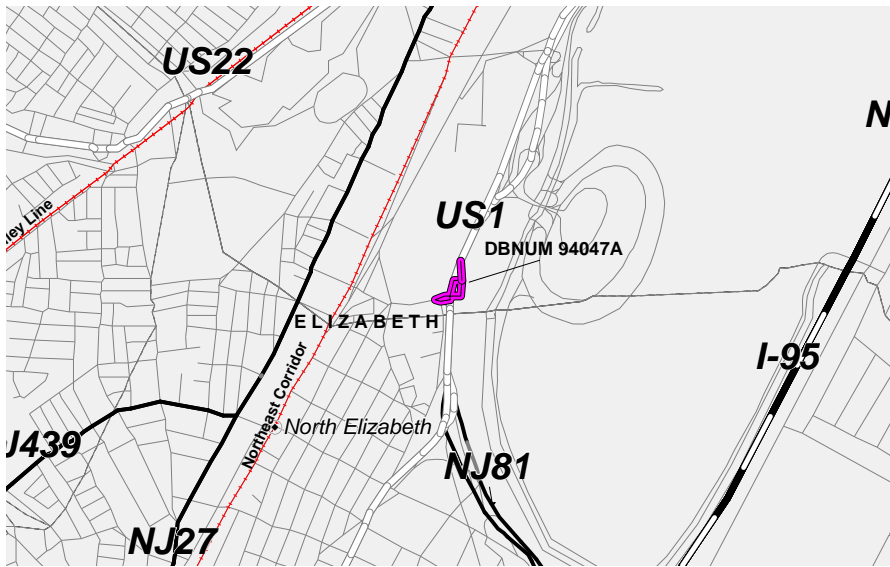 US22
N
US1
ley Line
DBNUM 94047A
ELIZABETH
I-95
Northeast Corridor
North Elizabeth
J439
NJ81
NJ27